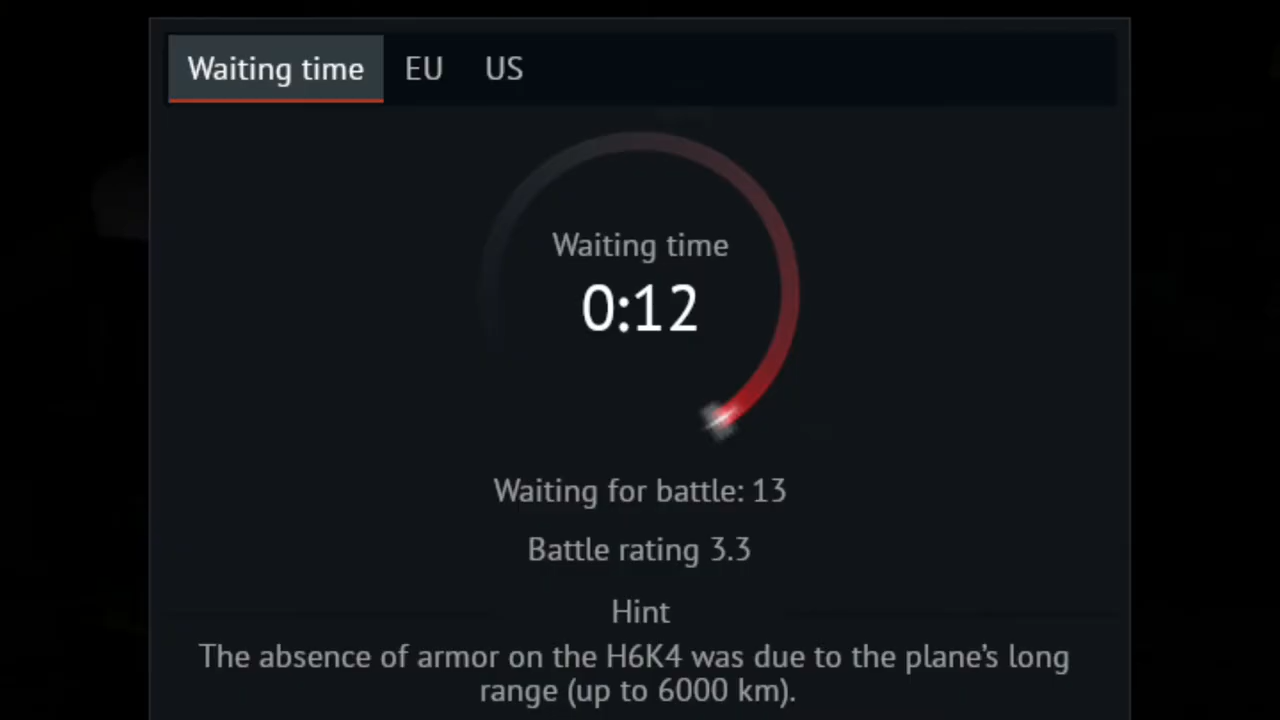 Waiting time EU US
Waiting time
0:12
Waiting for battle: 13
Battle rating 3.3
Hint
The absence of armor on the H6K4 was due to the plane's long
range (up to 6000 km).